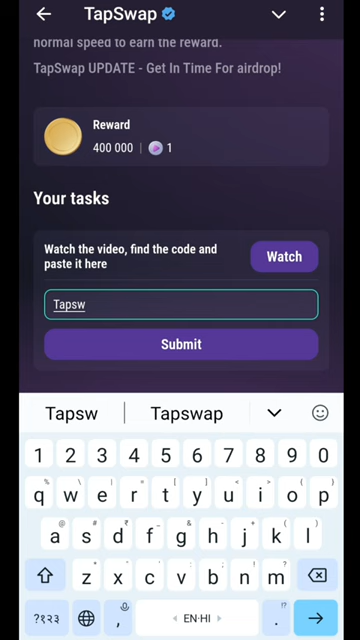 TapSwap
normal speed to earn the reward.
TapSwap UPDATE - Get In Time For airdrop!
Reward
400 000 | 1
Your tasks
Watch the video, find the code and
paste it here
Watch
Tapsw
Submit
Tapsw Tapswap
1 2 3 4 5 6 7 8 9 0
% \ | = [ ] < > { }
q w e r t y u i o p
@ # ₹ _ & - + ( )
a s d f g h j k l
* " ' : ; ! ?
z x c v b n m
?१२३ , EN·HI . !?